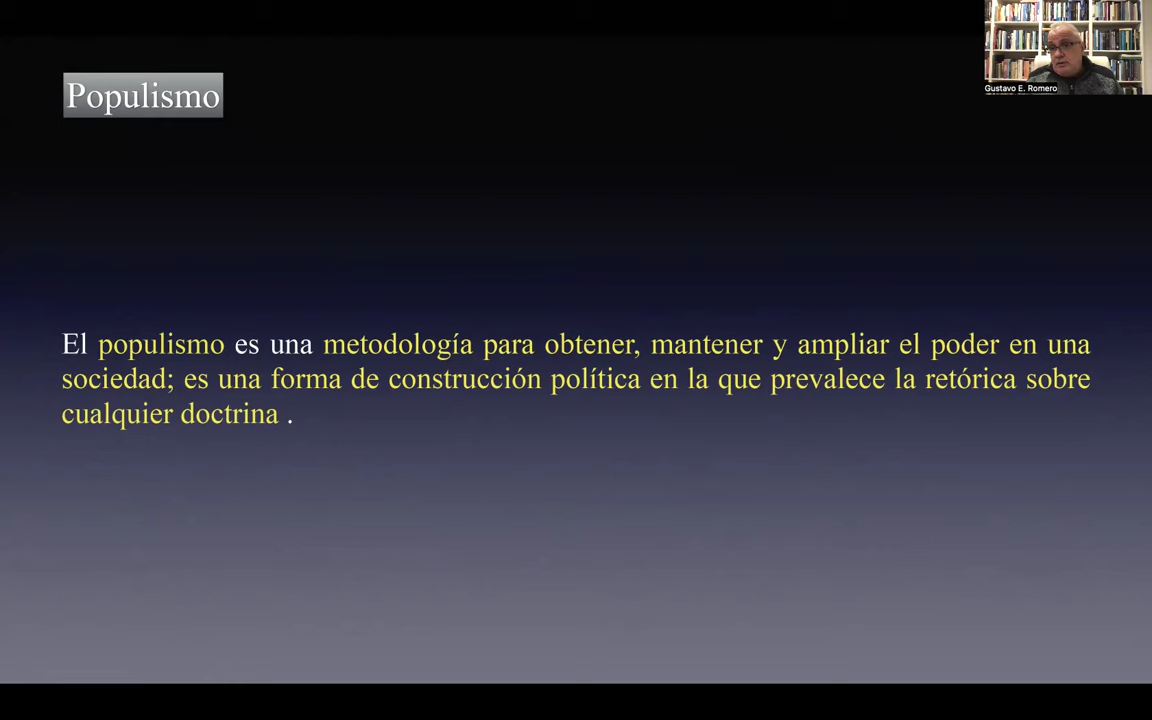 Populismo
Gustavo E. Romero
El populismo es una metodología para obtener, mantener y ampliar el poder en una
sociedad; es una forma de construcción política en la que prevalece la retórica sobre
cualquier doctrina .